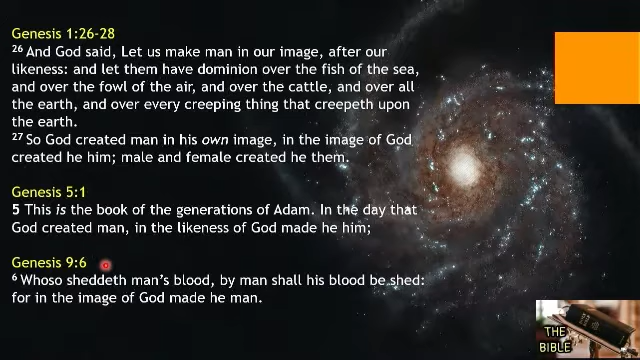 Genesis 1:26-28
26 And God said, Let us make man in our image, after our
likeness: and let them have dominion over the fish of the sea,
and over the fowl of the air, and over the cattle, and over all
the earth, and over every creeping thing that creepeth upon
the earth.
27 So God created man in his own image, in the image of God
created he him; male and female created he them.
Genesis 5:1
5 This is the book of the generations of Adam. In the day that
God created man, in the likeness of God made he him;
Genesis 9:6
6 Whoso sheddeth man's blood, by man shall his blood be shed:
for in the image of God made he man.
THE
BIBLE